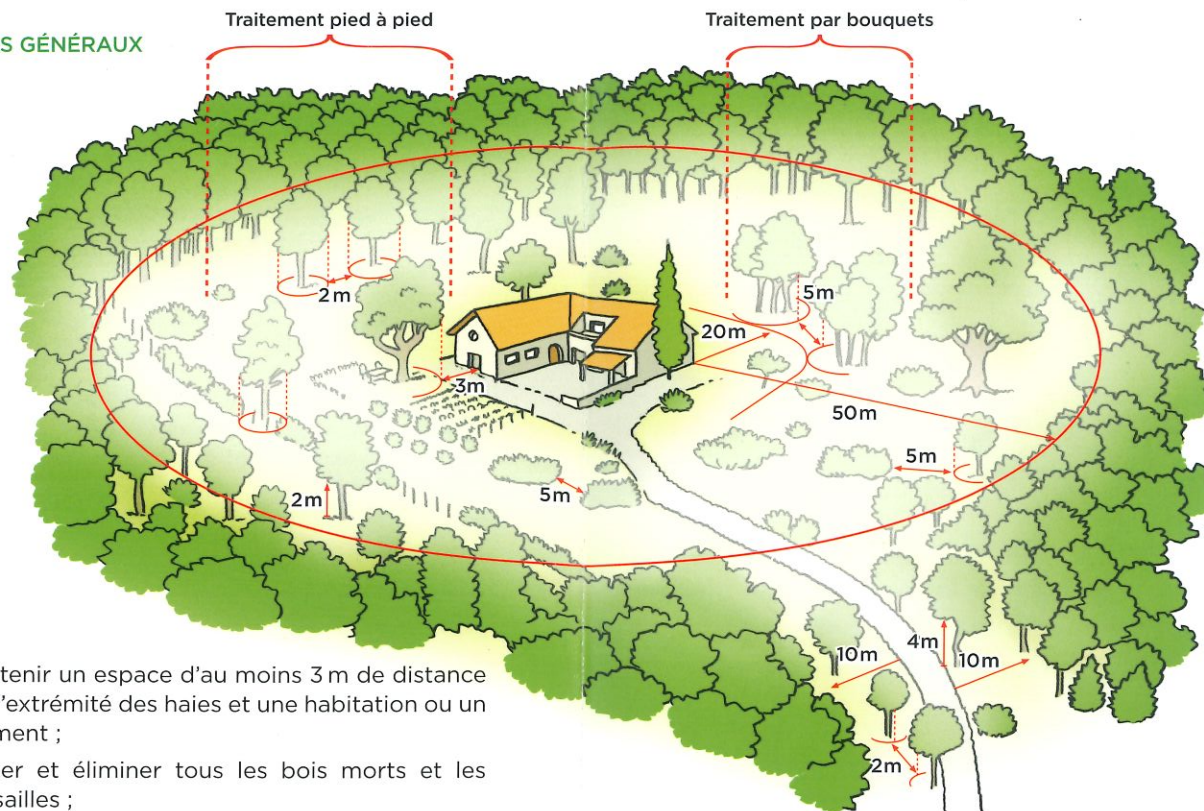 Traitement pied à pied
Traitement par bouquets
S GÉNÉRAUX
2 m
5 m
20 m
3m
50 m
5 m
2 m
5 m
4 m
10 m
10 m
2 m
tenir un espace d'au moins 3 m de distance
'extrémité des haies et une habitation ou un
ment ;
er et éliminer tous les bois morts et les
sailles ;